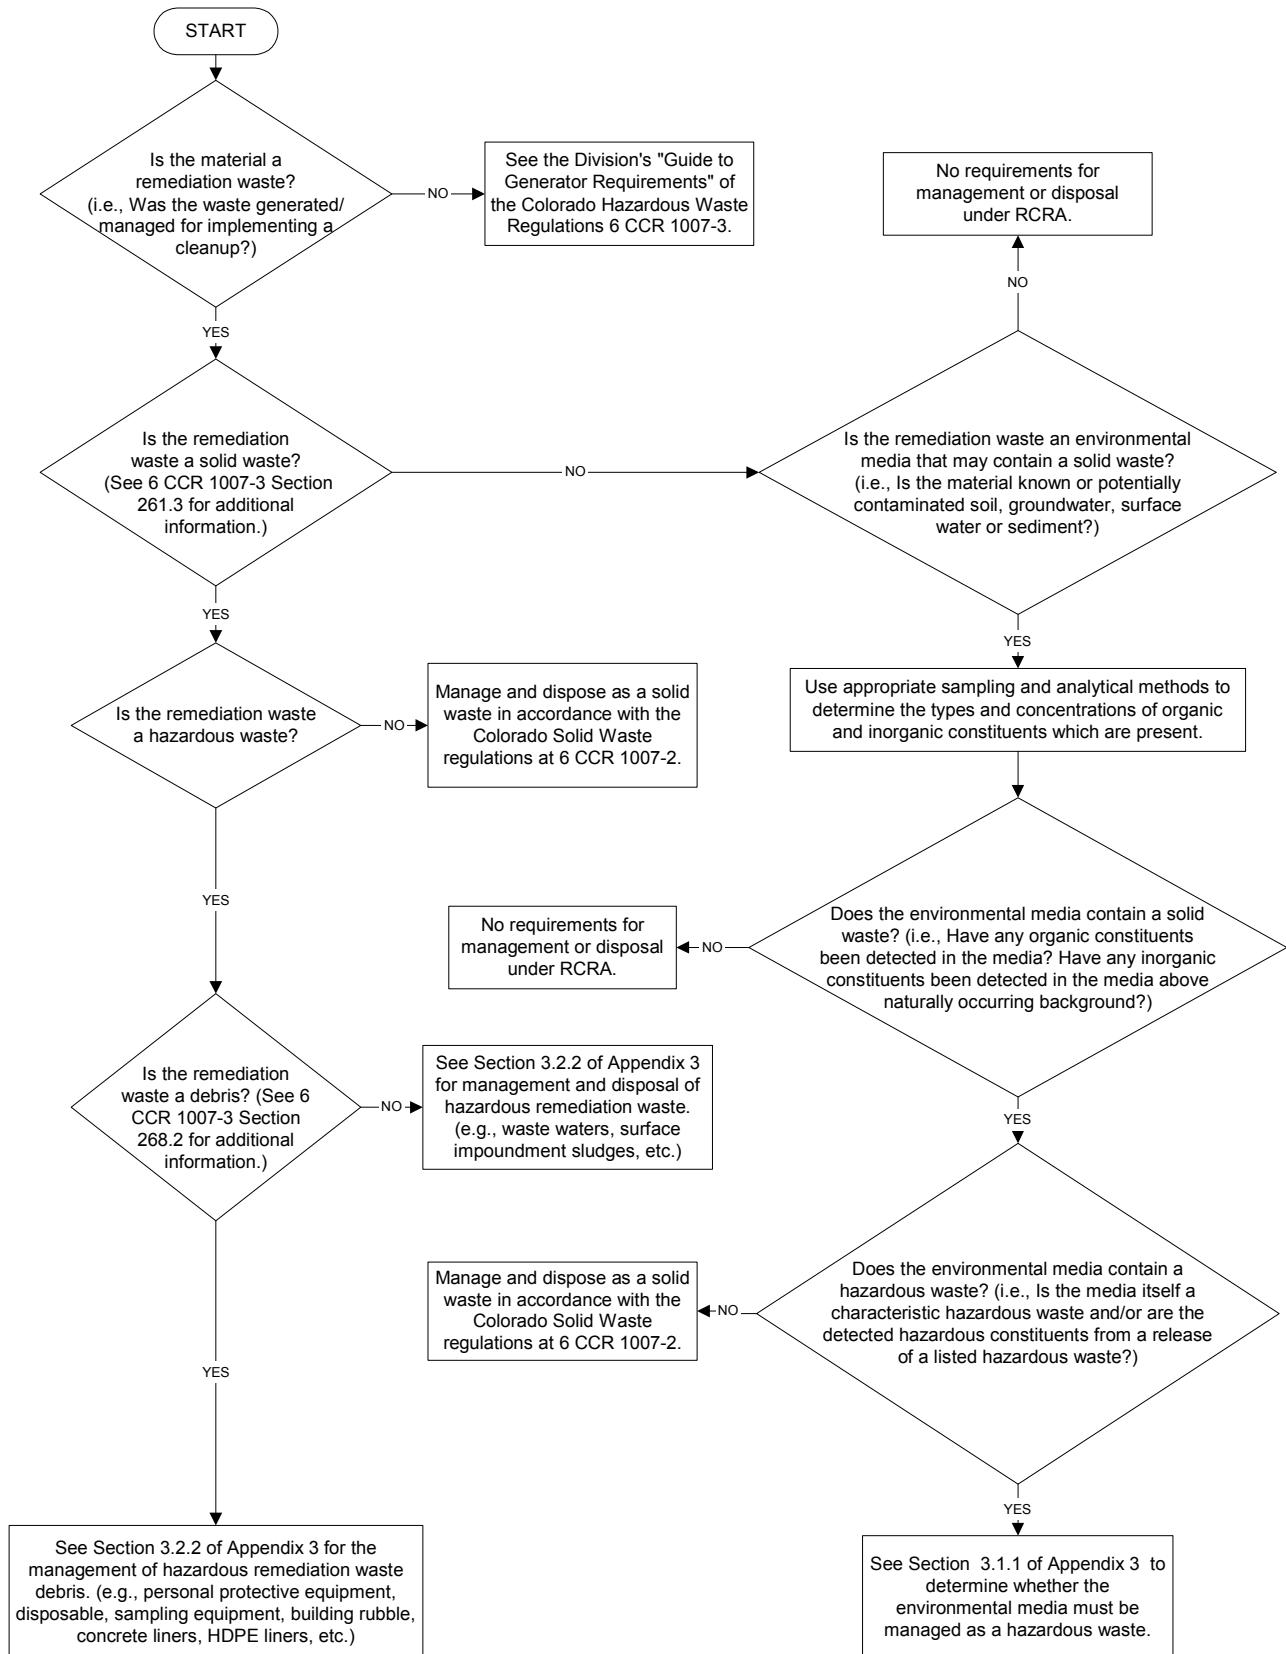 START
Is the material a
remediation waste?
(i.e., Was the waste generated/
managed for implementing a
cleanup?)
NO
See the Division's "Guide to
Generator Requirements" of
the Colorado Hazardous Waste
Regulations 6 CCR 1007-3.
YES
Is the remediation
waste a solid waste?
(See 6 CCR 1007-3 Section
261.3 for additional
information.)
NO
Is the remediation waste an environmental
media that may contain a solid waste?
(i.e., Is the material known or potentially
contaminated soil, groundwater, surface
water or sediment?)
NO
No requirements for
management or disposal
under RCRA.
YES
Is the remediation waste
a hazardous waste?
NO
Manage and dispose as a solid
waste in accordance with the
Colorado Solid Waste
regulations at 6 CCR 1007-2.
YES
Is the remediation
waste a debris? (See 6
CCR 1007-3 Section
268.2 for additional
information.)
NO
See Section 3.2.2 of Appendix 3
for management and disposal of
hazardous remediation waste.
(e.g., waste waters, surface
impoundment sludges, etc.)
YES
See Section 3.2.2 of Appendix 3 for the
management of hazardous remediation waste
debris. (e.g., personal protective equipment,
disposable, sampling equipment, building rubble,
concrete liners, HDPE liners, etc.)
YES
Use appropriate sampling and analytical methods to
determine the types and concentrations of organic
and inorganic constituents which are present.
Does the environmental media contain a solid
waste? (i.e., Have any organic constituents
been detected in the media? Have any inorganic
constituents been detected in the media above
naturally occurring background?)
NO
No requirements for
management or disposal
under RCRA.
YES
Does the environmental media contain a
hazardous waste? (i.e., Is the media itself a
characteristic hazardous waste and/or are the
detected hazardous constituents from a release
of a listed hazardous waste?)
NO
Manage and dispose as a solid
waste in accordance with the
Colorado Solid Waste
regulations at 6 CCR 1007-2.
YES
See Section 3.1.1 of Appendix 3 to
determine whether the
environmental media must be
managed as a hazardous waste.